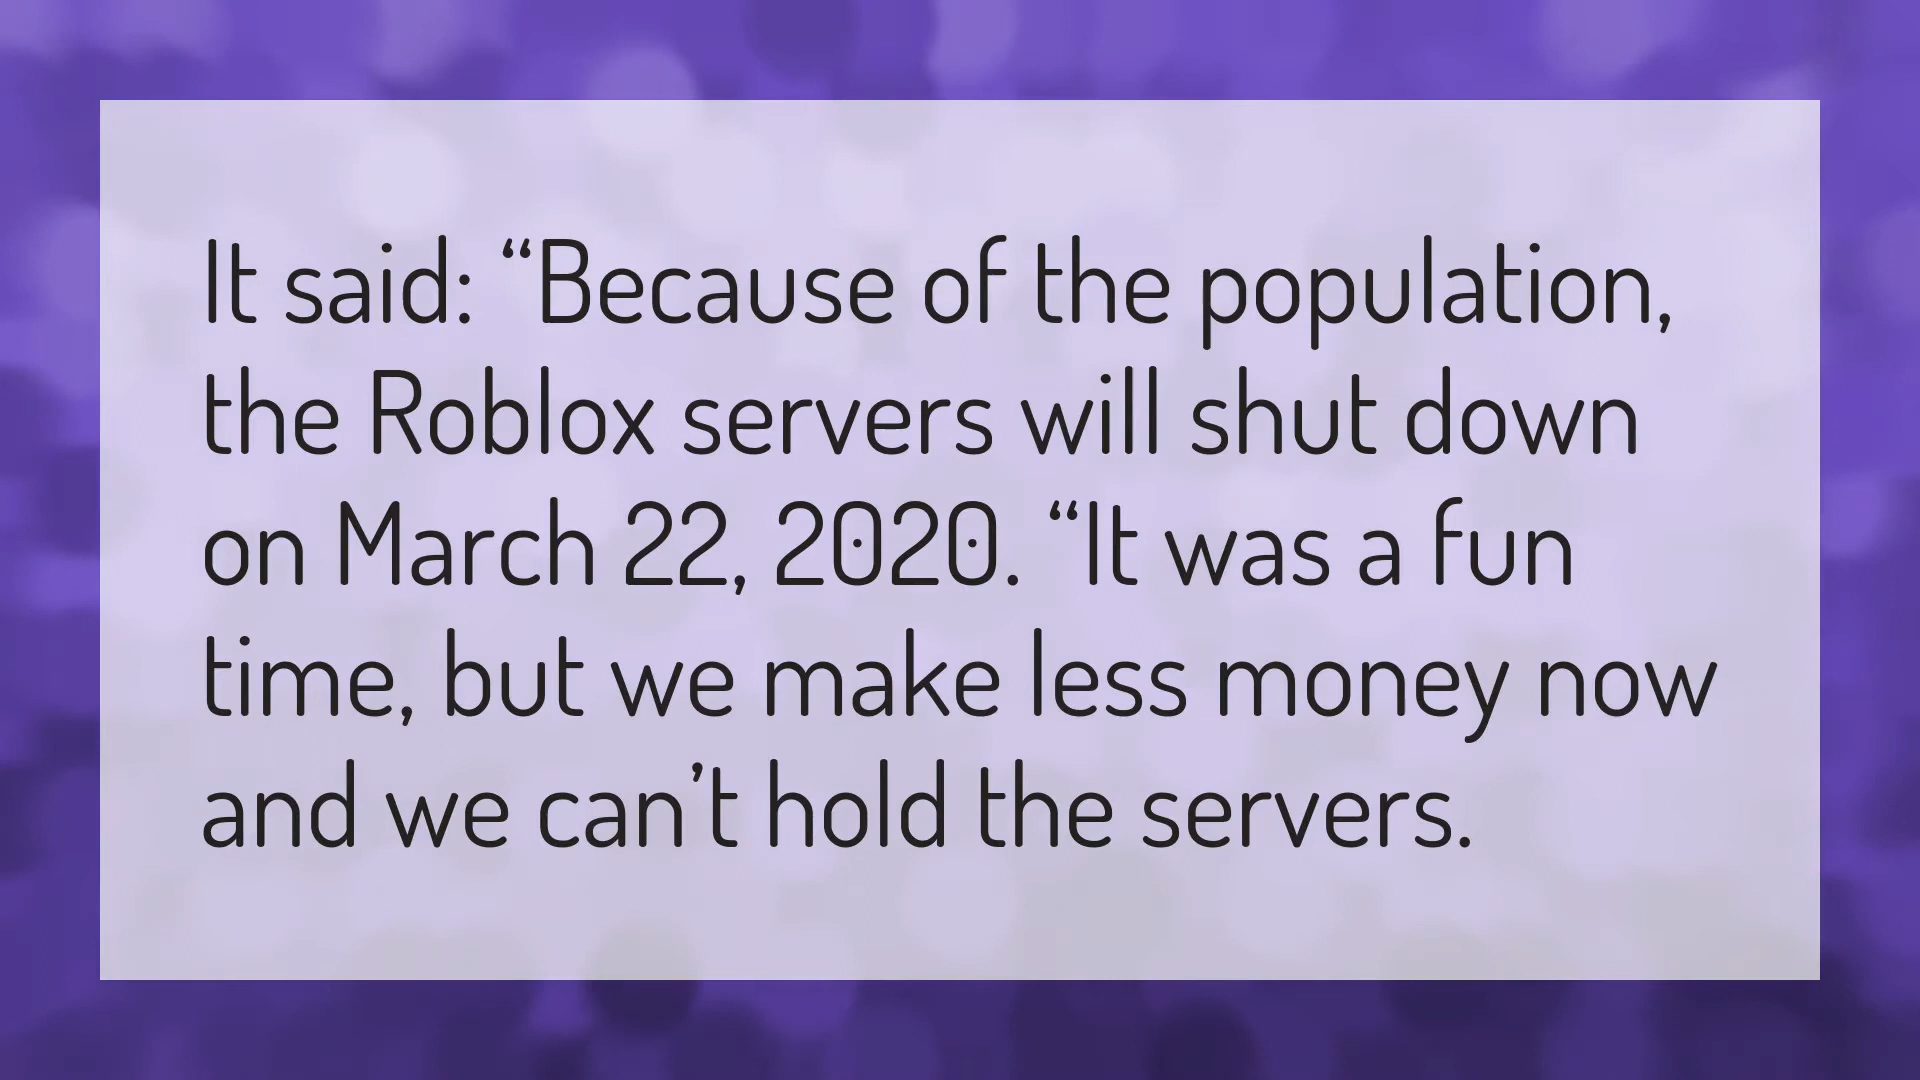 It said: “Because of the population,
the Roblox servers will shut down
on March 22, 2020. “It was a fun
time, but we make less money now
and we can’t hold the servers.